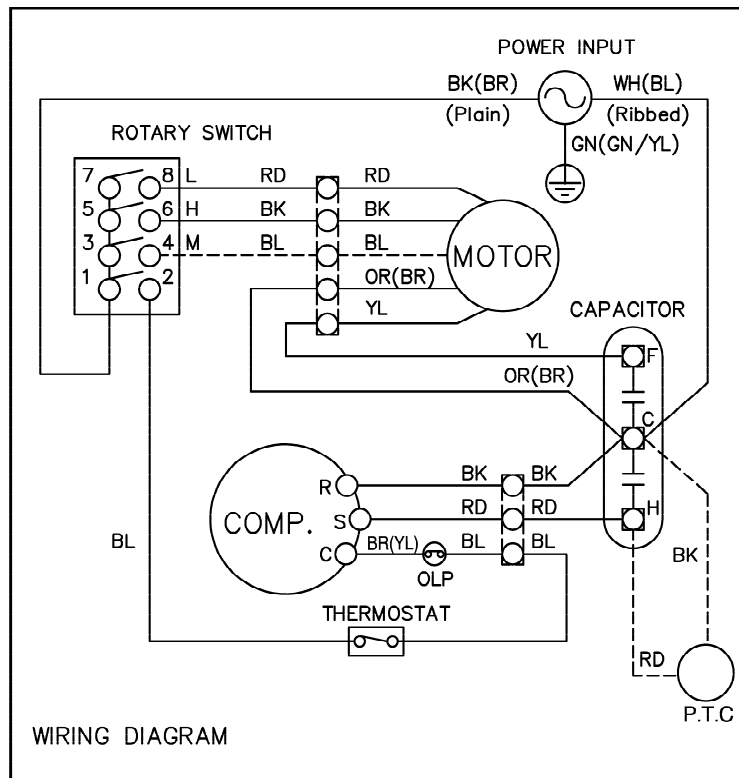 POWER INPUT
BK(BR) WH(BL)
(Plain) (Ribbed)
GN(GN/YL)
ROTARY SWITCH
7 8 L RD RD
5 6 H BK BK
3 4 M BL BL
MOTOR
1 2 OR(BR)
YL
CAPACITOR
YL F
OR(BR)
C
R BK BK
COMP. S RD RD H
C BR(YL) BL BL
BL BK
OLP
THERMOSTAT
RD
P.T.C
WIRING DIAGRAM